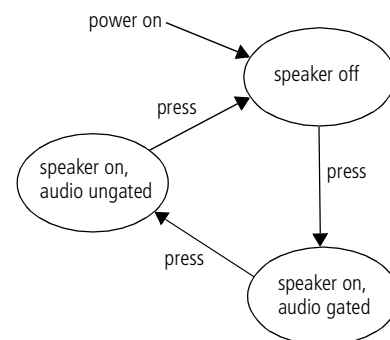 power on
speaker off
press
press
speaker on,
audio ungated
press
speaker on,
audio gated